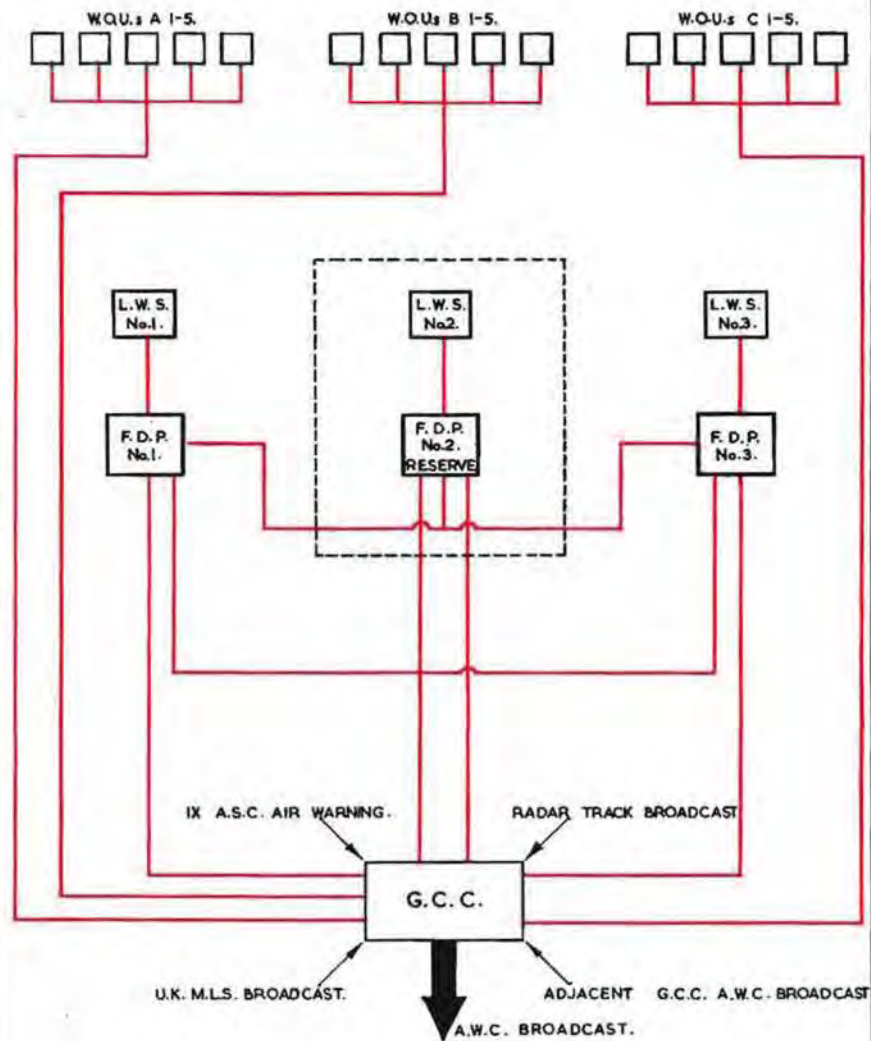 W.O.U.s A 1-5.
W.O.Us B 1-5.
W.O.U.s C 1-5.
L.W.S.
No.1.
L.W.S.
No.2.
L.W.S.
No.3.
F.D.P.
No.1.
F.D.P.
No.2.
RESERVE
F.D.P.
No.3.
IX A.S.C. AIR WARNING.
RADAR TRACK BROADCAST
G.C.C.
U.K. M.L.S. BROADCAST.
ADJACENT G.C.C. A.W.C. BROADCAST
A.W.C. BROADCAST.